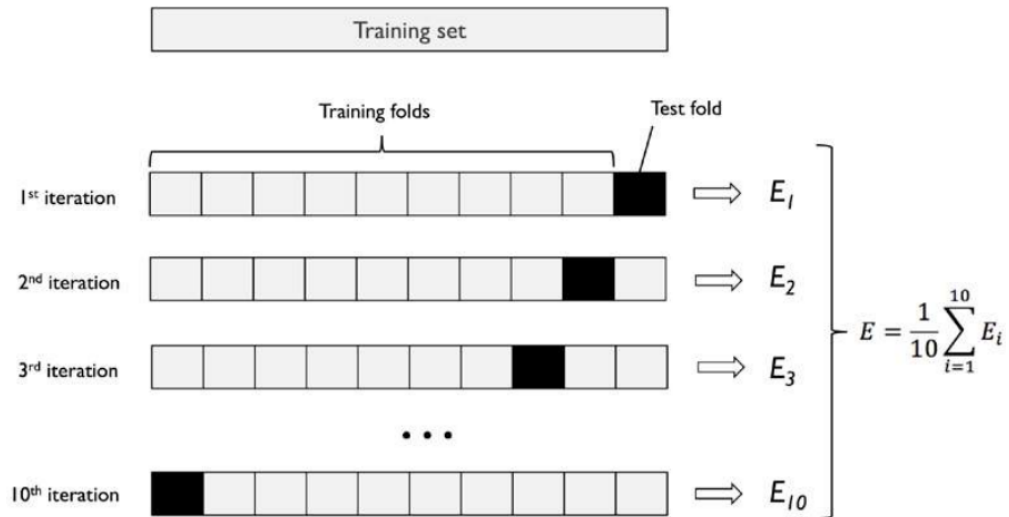 Training set
Training folds
Test fold
1st iteration
E1
2nd iteration
E2
3rd iteration
E3
E = 1/10 ∑_{i=1}^{10} E_i
• • •
10th iteration
E10